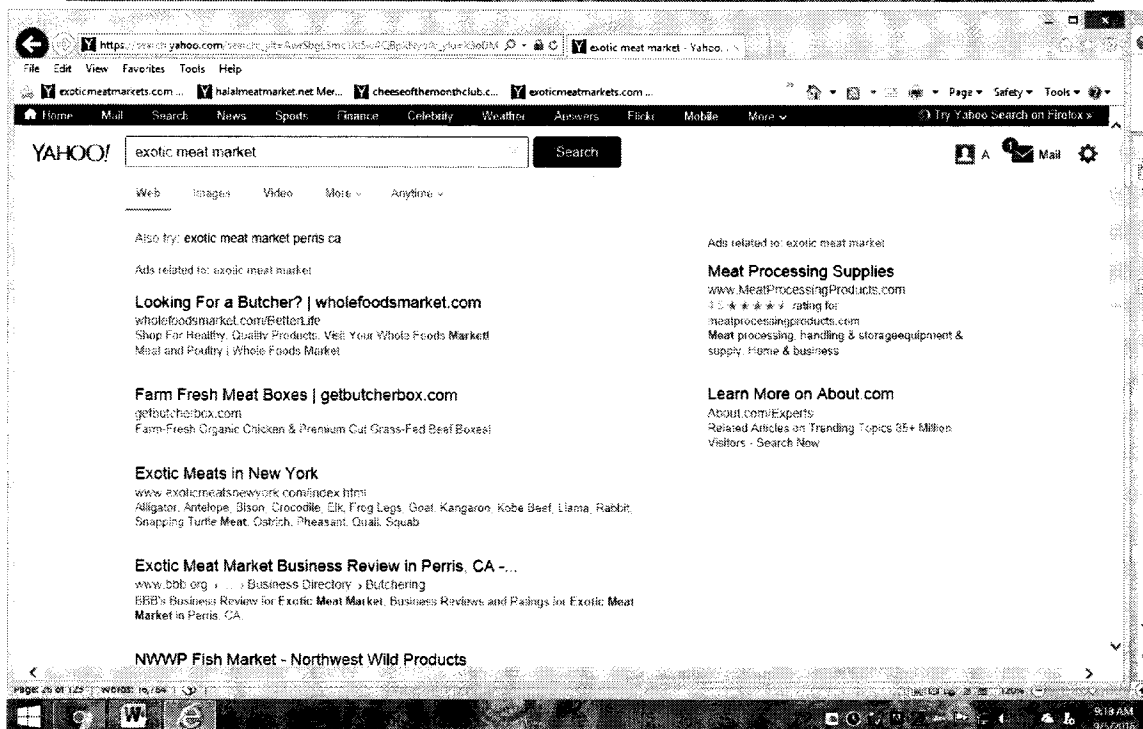 exotic meat market - Yahoo...
File Edit View Favorites Tools Help
exoticmeatmarkets.com ... halalmeatmarket.net Mer... cheeseofthemonthclub.c... exoticmeatmarkets.com ...
Page Safety Tools
Home Mail Search News Sports Finance Celebrity Weather Answers Flickr Mobile More Try Yahoo Search on Firefox »
YAHOO! exotic meat market Search A 1 Mail
Web Images Video More Anytime
Also try: exotic meat market perris ca
Ads related to: exotic meat market
Looking For a Butcher? | wholefoodsmarket.com
wholefoodsmarket.com/BetterLife
Shop For Healthy, Quality Products. Visit Your Whole Foods Market!
Meat and Poultry | Whole Foods Market
Farm Fresh Meat Boxes | getbutcherbox.com
getbutcherbox.com
Farm-Fresh Organic Chicken & Premium Cut Grass-Fed Beef Boxes!
Exotic Meats in New York
www.exoticmeatsnewyork.com/index.html
Alligator, Antelope, Bison, Crocodile, Elk, Frog Legs, Goat, Kangaroo, Kobe Beef, Llama, Rabbit,
Snapping Turtle Meat, Ostrich, Pheasant, Quail, Squab
Exotic Meat Market Business Review in Perris, CA -...
www.bbb.org › ... › Business Directory › Butchering
BBB's Business Review for Exotic Meat Market, Business Reviews and Ratings for Exotic Meat
Market in Perris, CA.
NWWP Fish Market - Northwest Wild Products
Ads related to: exotic meat market
Meat Processing Supplies
www.MeatProcessingProducts.com
4.5 ★★★★★ rating for
meatprocessingproducts.com
Meat processing, handling & storageequipment &
supply. Home & business
Learn More on About.com
About.com/Experts
Related Articles on Trending Topics 35+ Million
Visitors - Search Now
120%
9:18 AM